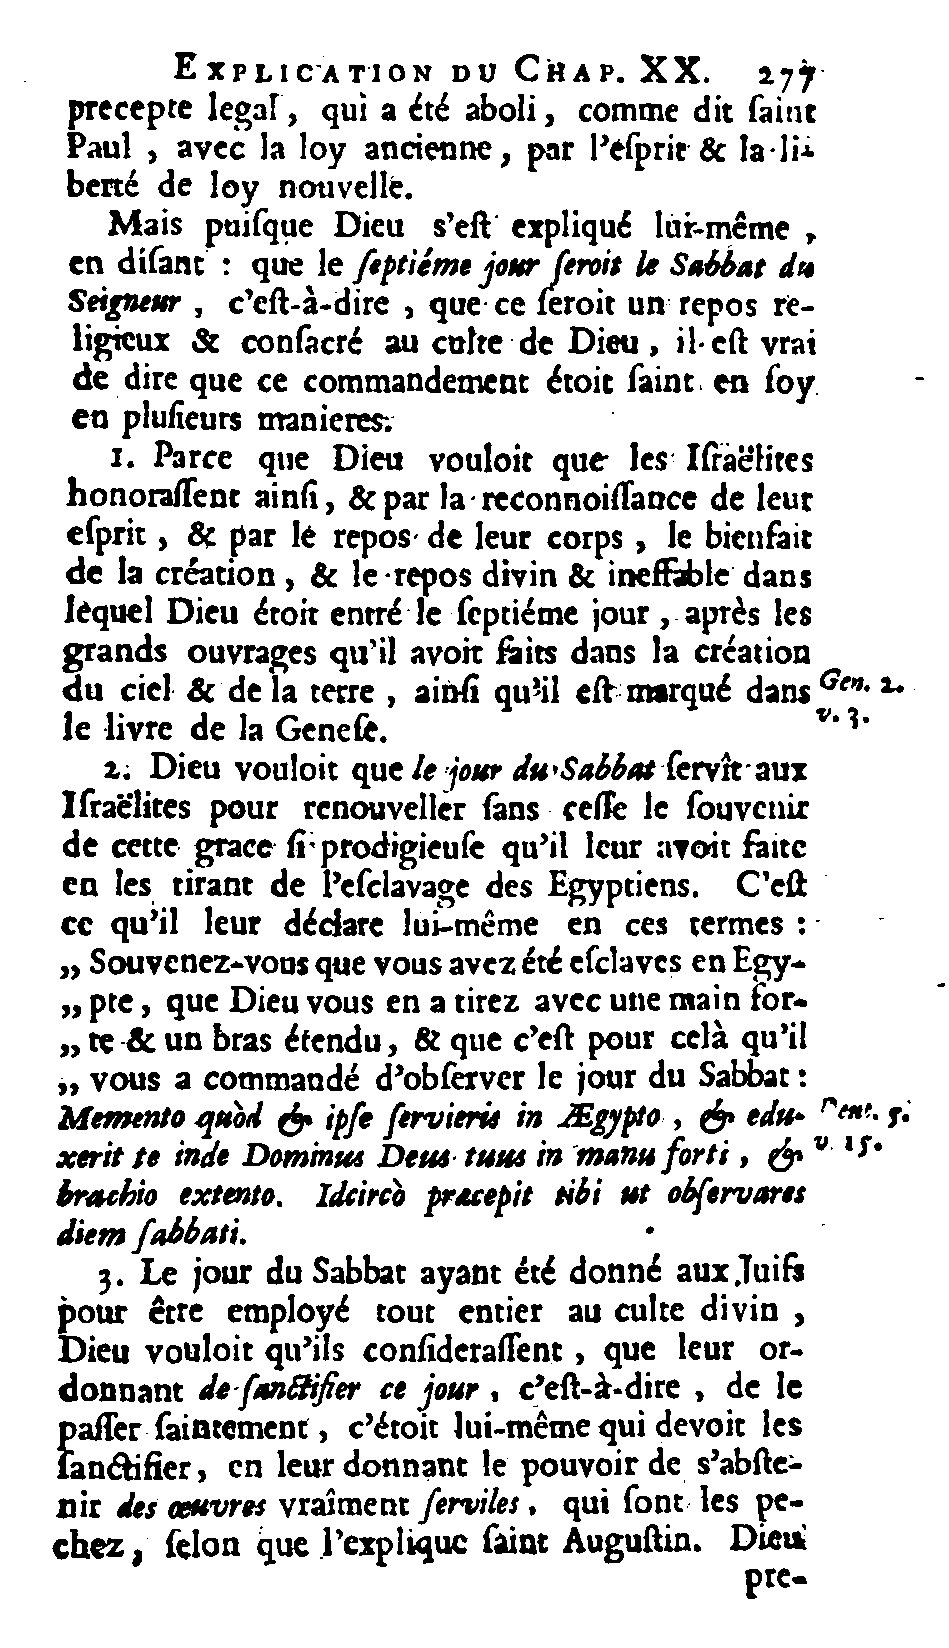 EXPLICATION DU CHAP. XX. 277
precepte legal, qui a été aboli, comme dit ſaint
Paul, avec la loy ancienne, par l'eſprit & la li-
berté de loy nouvelle.
Mais puiſque Dieu s'eſt expliqué lui-même,
en diſant : que le ſeptiéme jour ſeroit le Sabbat du
Seigneur, c'eſt-à-dire, que ce ſeroit un repos re-
ligieux & conſacré au culte de Dieu, il eſt vrai
de dire que ce commandement étoit ſaint en ſoy
en pluſieurs manieres.
1. Parce que Dieu vouloit que les Iſraëlites
honoraſſent ainſi, & par la reconnoiſſance de leur
eſprit, & par le repos de leur corps, le bienfait
de la création, & le repos divin & ineffable dans
lequel Dieu étoit entré le ſeptiéme jour, après les
grands ouvrages qu'il avoit faits dans la création
du ciel & de la terre, ainſi qu'il eſt marqué dans Gen. 2.
le livre de la Geneſe. v. 3.
2. Dieu vouloit que le jour du Sabbat ſervît aux
Iſraëlites pour renouveller ſans ceſſe le ſouvenir
de cette grace ſi prodigieuſe qu'il leur avoit faite
en les tirant de l'eſclavage des Egyptiens. C'eſt
ce qu'il leur déclare lui-même en ces termes :
„ Souvenez-vous que vous avez été eſclaves en Egy-
„ pte, que Dieu vous en a tirez avec une main for-
„ te & un bras étendu, & que c'eſt pour celà qu'il
„ vous a commandé d'obſerver le jour du Sabbat :
Memento quòd & ipſe ſervieris in Ægypto, & edu- Deut. 5.
xerit te inde Dominus Deus tuus in manu forti, & v. 15.
brachio extento. Idcircò præcepit tibi ut obſervares
diem ſabbati.
3. Le jour du Sabbat ayant été donné aux Juifs
pour être employé tout entier au culte divin,
Dieu vouloit qu'ils conſideraſſent, que leur or-
donnant de ſanctifier ce jour, c'eſt-à-dire, de le
paſſer ſaintement, c'étoit lui-même qui devoit les
ſanctifier, en leur donnant le pouvoir de s'abſte-
nir des œuvres vraîment ſerviles, qui ſont les pe-
chez, ſelon que l'explique ſaint Auguſtin. Dieu
pre-